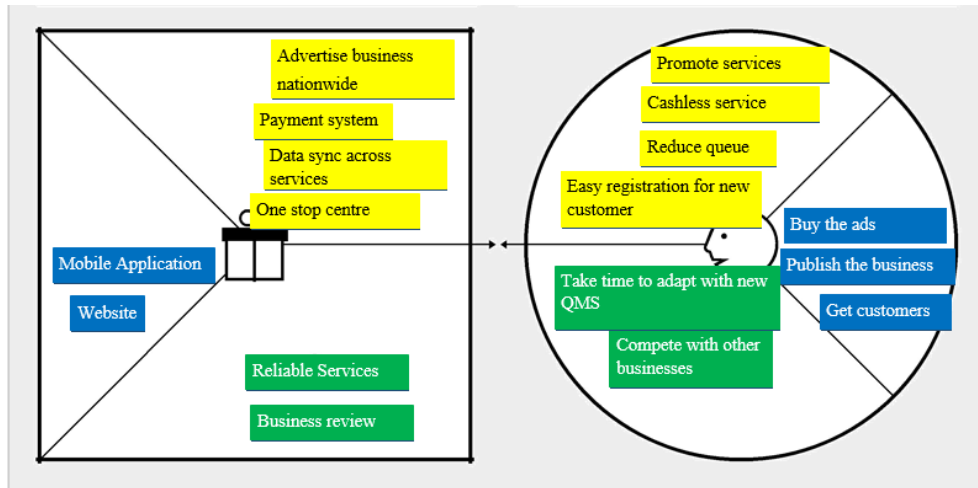 Advertise business
nationwide
Payment system
Data sync across
services
One stop centre
Mobile Application
Website
Reliable Services
Business review
Promote services
Cashless service
Reduce queue
Easy registration for new
customer
Buy the ads
Publish the business
Get customers
Take time to adapt with new
QMS
Compete with other
businesses